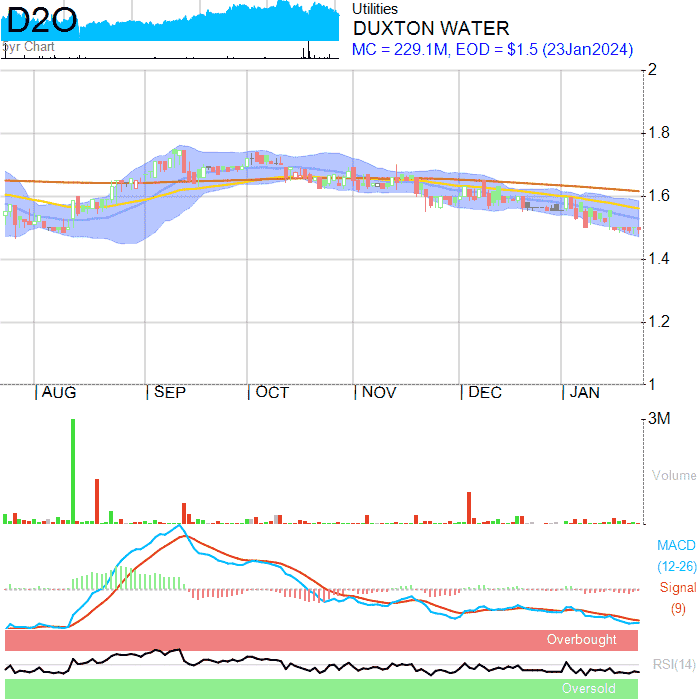 D2O
5yr Chart
Utilities
DUXTON WATER
MC = 229.1M, EOD = $1.5 (23Jan2024)
2
1.8
1.6
1.4
1.2
1
AUG SEP OCT NOV DEC JAN
3M
Volume
MACD
(12-26)
Signal
(9)
Overbought
RSI(14)
Oversold